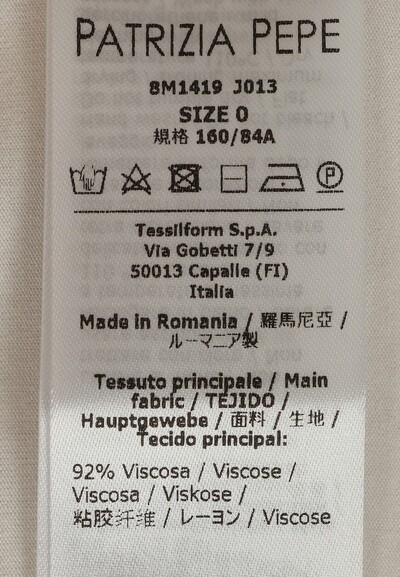 PATRIZIA PEPE
8M1419 J013
SIZE 0
規格 160/84A
P
Tessilform S.p.A.
Via Gobetti 7/9
50013 Capalle (FI)
Italia
Made in Romania / 羅馬尼亞 /
ルーマニア製
Tessuto principale / Main
fabric / TEJIDO /
Hauptgewebe / 面料 / 生地 /
Tecido principal:
92% Viscosa / Viscose /
Viscosa / Viskose /
粘胶纤维 / レーヨン / Viscose